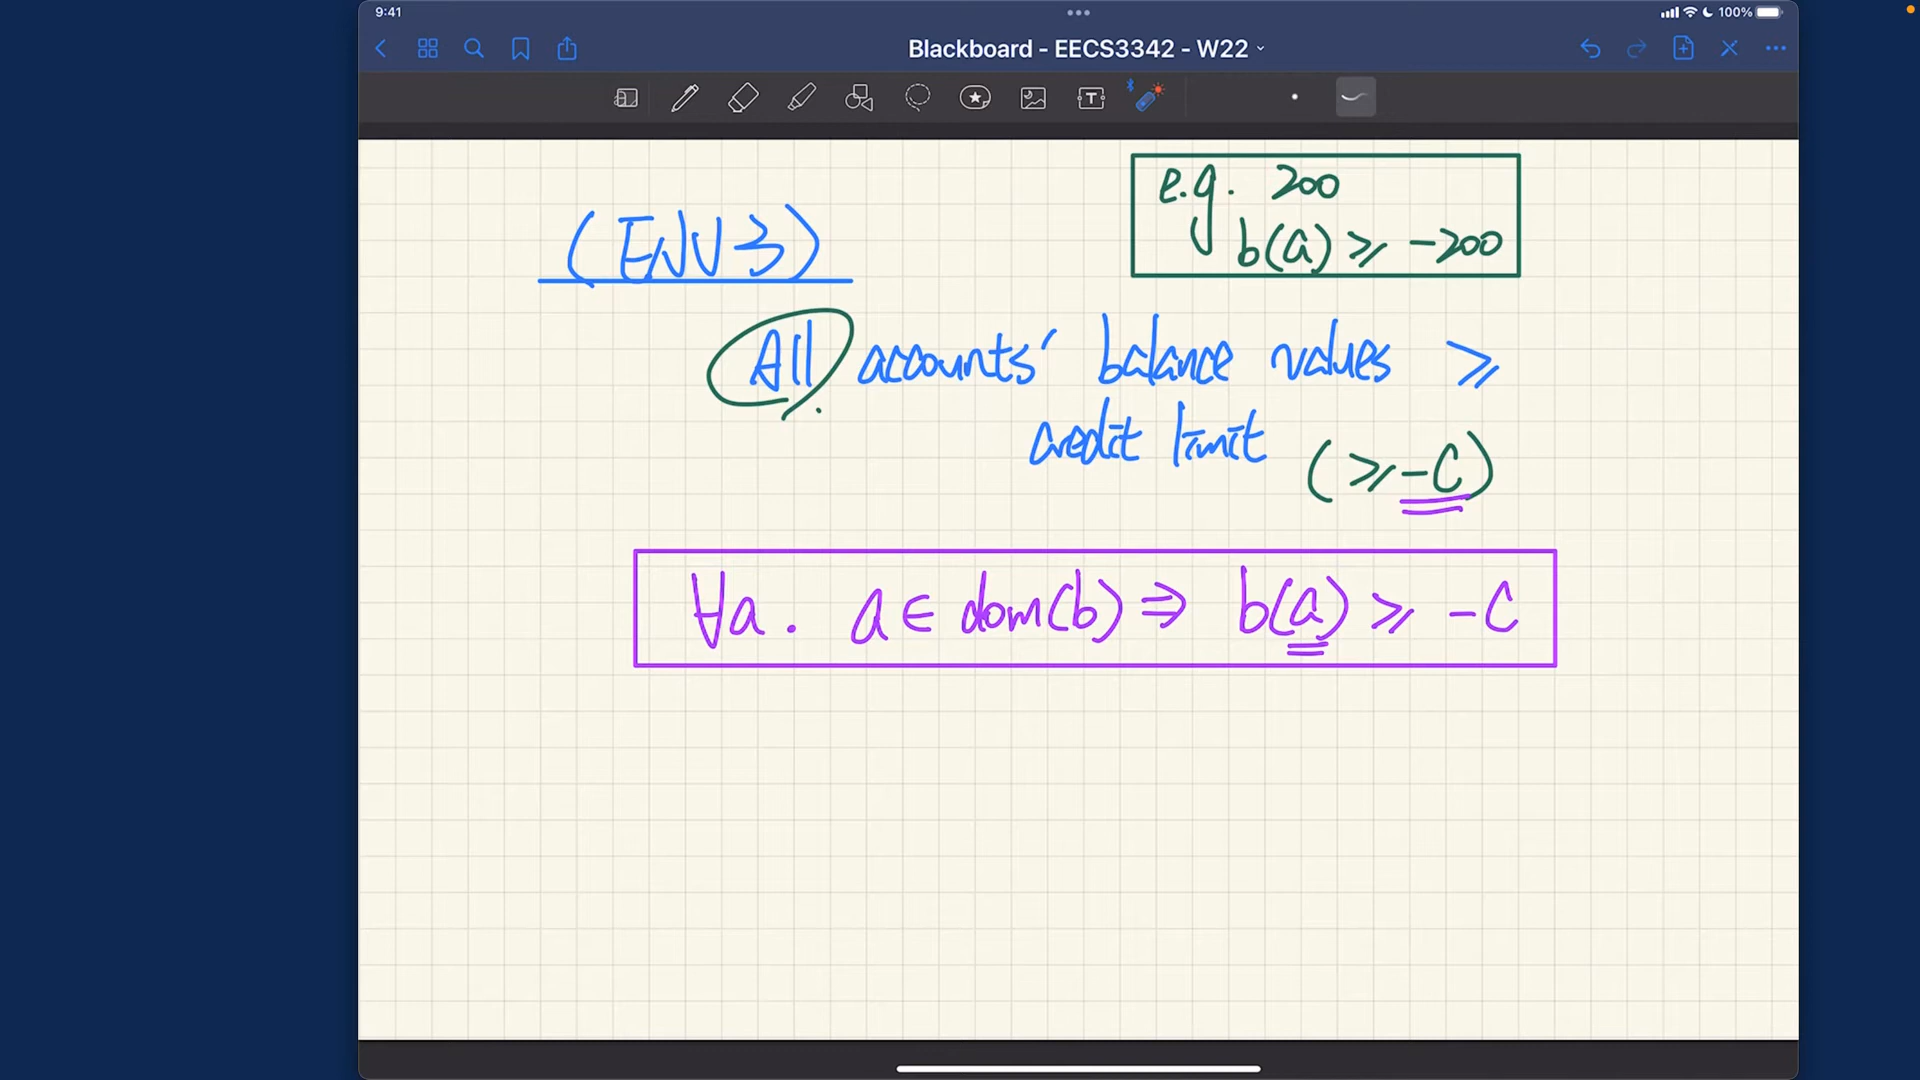 9:41
100%
Blackboard - EECS3342 - W22
e.g. 200
b(a) ≥ -200
(ENV3)
All accounts' balance values ≥
credit limit (≥ -C)
∀a. a ∈ dom(b) ⇒ b(a) ≥ -C